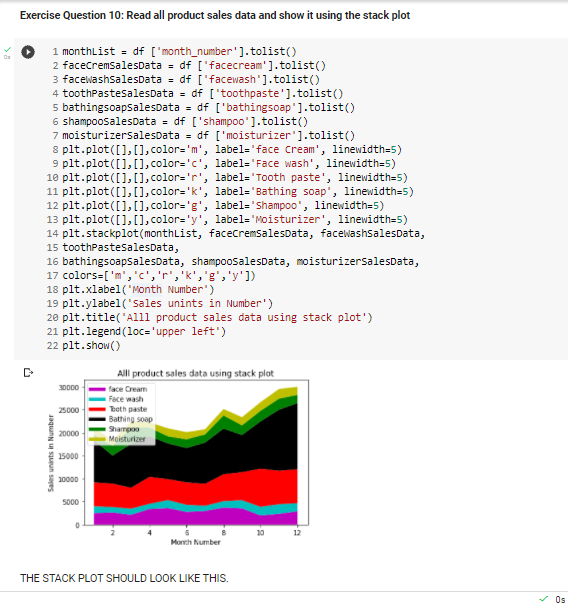 Exercise Question 10: Read all product sales data and show it using the stack plot
0s
1 monthList = df ['month_number'].tolist()
2 faceCremSalesData = df ['facecream'].tolist()
3 faceWashSalesData = df ['facewash'].tolist()
4 toothPasteSalesData = df ['toothpaste'].tolist()
5 bathingsoapSalesData = df ['bathingsoap'].tolist()
6 shampooSalesData = df ['shampoo'].tolist()
7 moisturizerSalesData = df ['moisturizer'].tolist()
8 plt.plot([],[],color='m', label='face Cream', linewidth=5)
9 plt.plot([],[],color='c', label='Face wash', linewidth=5)
10 plt.plot([],[],color='r', label='Tooth paste', linewidth=5)
11 plt.plot([],[],color='k', label='Bathing soap', linewidth=5)
12 plt.plot([],[],color='g', label='Shampoo', linewidth=5)
13 plt.plot([],[],color='y', label='Moisturizer', linewidth=5)
14 plt.stackplot(monthList, faceCremSalesData, faceWashSalesData,
15 toothPasteSalesData,
16 bathingsoapSalesData, shampooSalesData, moisturizerSalesData,
17 colors=['m','c','r','k','g','y'])
18 plt.xlabel('Month Number')
19 plt.ylabel('Sales unints in Number')
20 plt.title('Alll product sales data using stack plot')
21 plt.legend(loc='upper left')
22 plt.show()
Alll product sales data using stack plot
face Cream
Face wash
Tooth paste
Bathing soap
Shampoo
Moisturizer
30000
25000
20000
15000
10000
5000
0
Sales unints in Number
2 4 6 8 10 12
Month Number
THE STACK PLOT SHOULD LOOK LIKE THIS.
0s